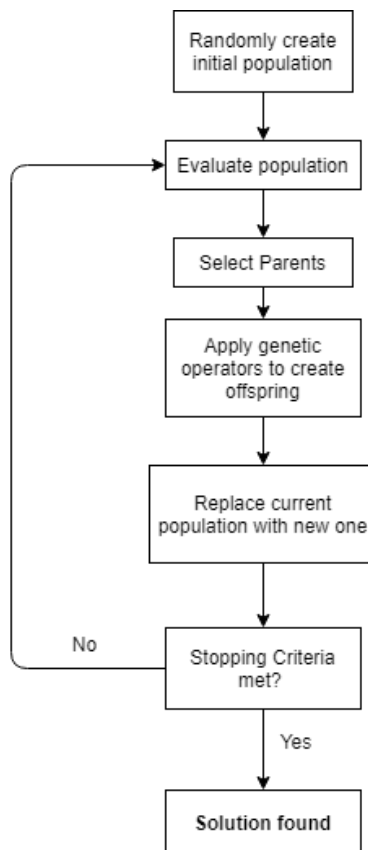 Randomly create
initial population
Evaluate population
Select Parents
Apply genetic
operators to create
offspring
Replace current
population with new one
No
Stopping Criteria
met?
Yes
Solution found